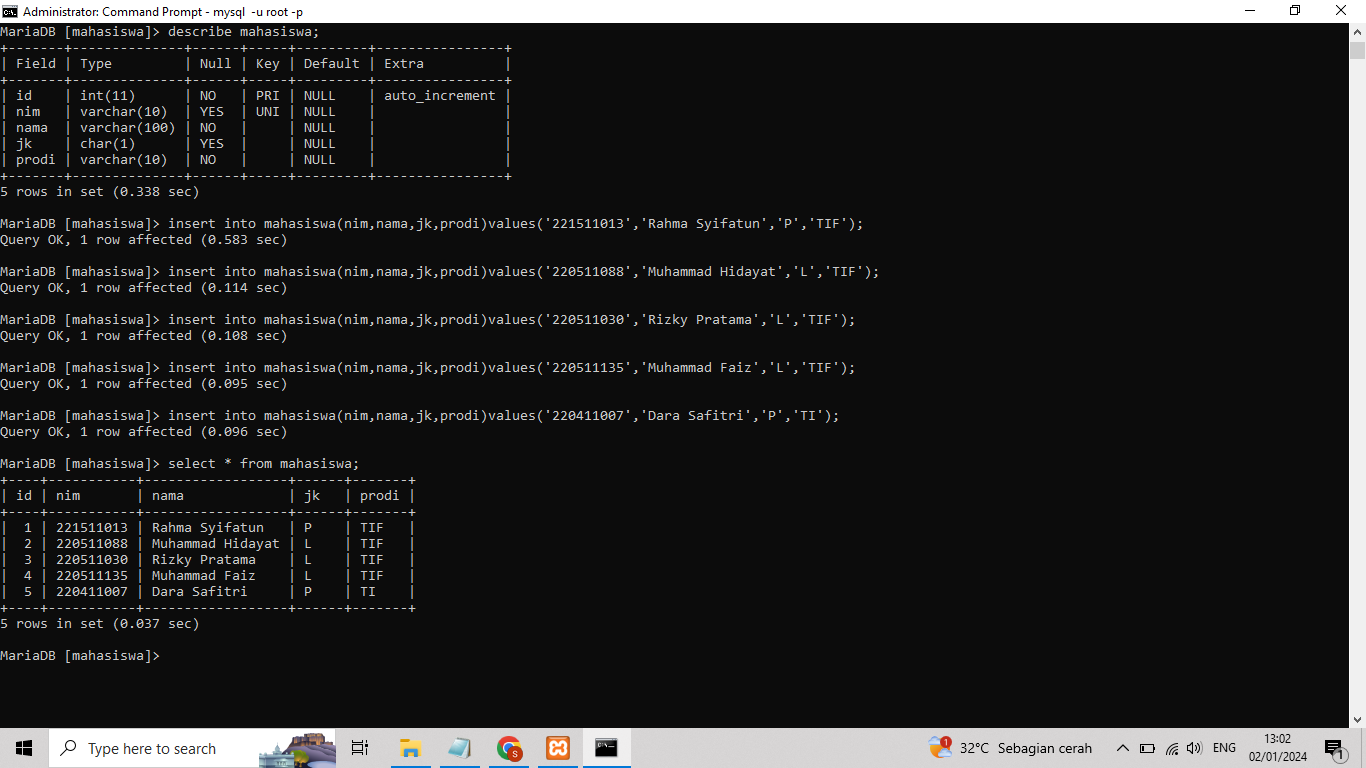 Administrator: Command Prompt - mysql  -u root -p
MariaDB [mahasiswa]> describe mahasiswa;
+-------+--------------+------+-----+---------+----------------+
| Field | Type         | Null | Key | Default | Extra          |
+-------+--------------+------+-----+---------+----------------+
| id    | int(11)      | NO   | PRI | NULL    | auto_increment |
| nim   | varchar(10)  | YES  | UNI | NULL    |                |
| nama  | varchar(100) | NO   |     | NULL    |                |
| jk    | char(1)      | YES  |     | NULL    |                |
| prodi | varchar(10)  | NO   |     | NULL    |                |
+-------+--------------+------+-----+---------+----------------+
5 rows in set (0.338 sec)
MariaDB [mahasiswa]> insert into mahasiswa(nim,nama,jk,prodi)values('221511013','Rahma Syifatun','P','TIF');
Query OK, 1 row affected (0.583 sec)
MariaDB [mahasiswa]> insert into mahasiswa(nim,nama,jk,prodi)values('220511088','Muhammad Hidayat','L','TIF');
Query OK, 1 row affected (0.114 sec)
MariaDB [mahasiswa]> insert into mahasiswa(nim,nama,jk,prodi)values('220511030','Rizky Pratama','L','TIF');
Query OK, 1 row affected (0.108 sec)
MariaDB [mahasiswa]> insert into mahasiswa(nim,nama,jk,prodi)values('220511135','Muhammad Faiz','L','TIF');
Query OK, 1 row affected (0.095 sec)
MariaDB [mahasiswa]> insert into mahasiswa(nim,nama,jk,prodi)values('220411007','Dara Safitri','P','TI');
Query OK, 1 row affected (0.096 sec)
MariaDB [mahasiswa]> select * from mahasiswa;
+----+-----------+------------------+------+-------+
| id | nim       | nama             | jk   | prodi |
+----+-----------+------------------+------+-------+
|  1 | 221511013 | Rahma Syifatun   | P    | TIF   |
|  2 | 220511088 | Muhammad Hidayat | L    | TIF   |
|  3 | 220511030 | Rizky Pratama    | L    | TIF   |
|  4 | 220511135 | Muhammad Faiz    | L    | TIF   |
|  5 | 220411007 | Dara Safitri     | P    | TI    |
+----+-----------+------------------+------+-------+
5 rows in set (0.037 sec)
MariaDB [mahasiswa]>
Type here to search
S
1
32°C  Sebagian cerah
ENG
13:02
02/01/2024
1